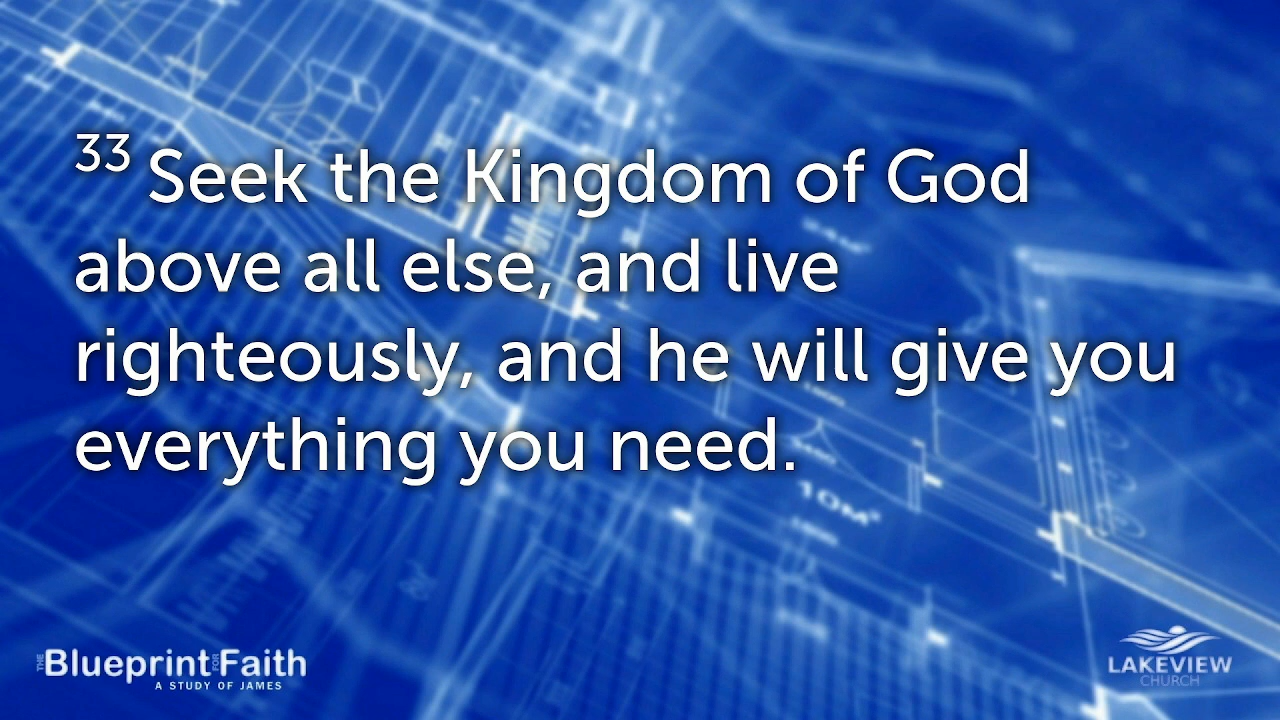 33 Seek the Kingdom of God
above all else, and live
righteously, and he will give you
everything you need.
10M²
THE Blueprint FOR Faith
A STUDY OF JAMES
LAKEVIEW
CHURCH